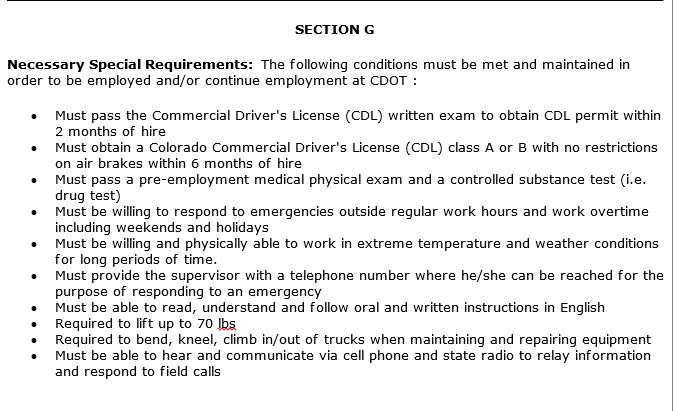 SECTION G
Necessary Special Requirements: The following conditions must be met and maintained in
order to be employed and/or continue employment at CDOT :
• Must pass the Commercial Driver's License (CDL) written exam to obtain CDL permit within
2 months of hire
• Must obtain a Colorado Commercial Driver's License (CDL) class A or B with no restrictions
on air brakes within 6 months of hire
• Must pass a pre-employment medical physical exam and a controlled substance test (i.e.
drug test)
• Must be willing to respond to emergencies outside regular work hours and work overtime
including weekends and holidays
• Must be willing and physically able to work in extreme temperature and weather conditions
for long periods of time.
• Must provide the supervisor with a telephone number where he/she can be reached for the
purpose of responding to an emergency
• Must be able to read, understand and follow oral and written instructions in English
• Required to lift up to 70 lbs
• Required to bend, kneel, climb in/out of trucks when maintaining and repairing equipment
• Must be able to hear and communicate via cell phone and state radio to relay information
and respond to field calls